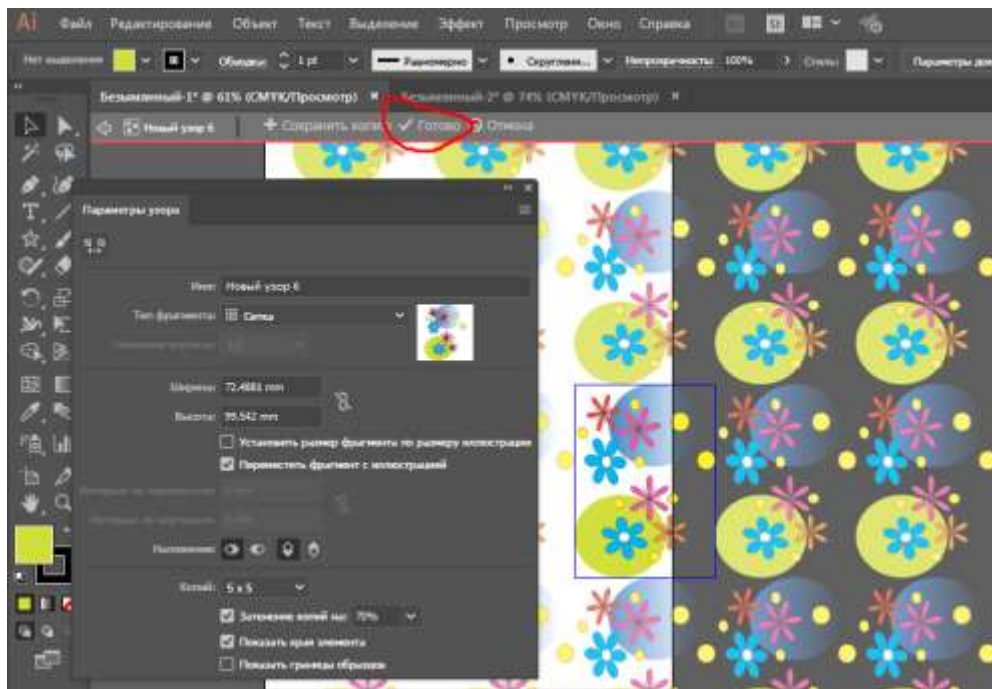 Ai Файл Редактирование Объект Текст Выделение Эффект Просмотр Окно Справка St
Нет выделения Обводка: 1 pt Равномерно Скругленн... Непрозрачность: 100% Стиль: Параметры док
Безымянный-1* @ 61% (CMYK/Просмотр) × Безымянный-2* @ 74% (CMYK/Просмотр) ×
Новый узор 6 + Сохранить копию Готово Отмена
Параметры узора
Имя: Новый узор 6
Тип фрагмента: Сетка
Ширина: 72.4681 mm
Высота: 99.542 mm
Установить размер фрагмента по размеру иллюстрации
Переместить фрагмент с иллюстрацией
Наложение:
Копий: 5 x 5
Затенение копий на: 70%
Показать края элемента
Показать границы образцов